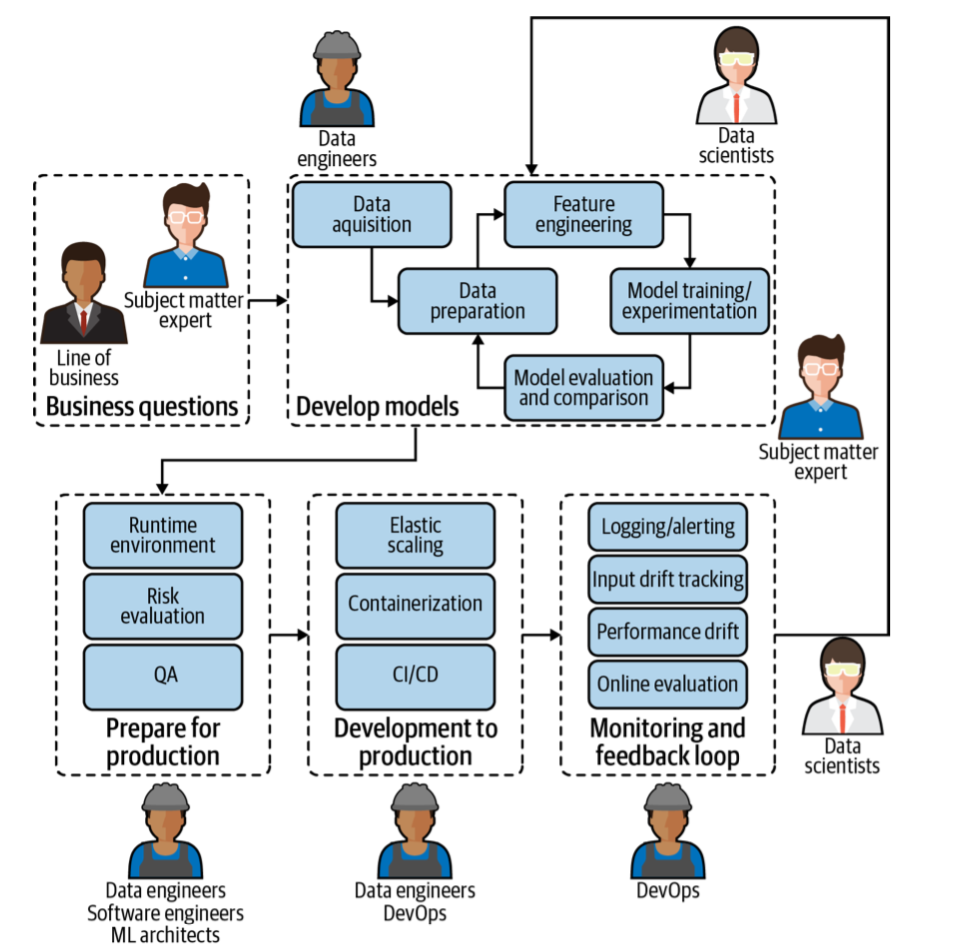 Data
engineers
Data
scientists
Subject matter
expert
Line of
business
Business questions
Data
aquisition
Feature
engineering
Data
preparation
Model training/
experimentation
Model evaluation
and comparison
Develop models
Subject matter
expert
Runtime
environment
Risk
evaluation
QA
Prepare for
production
Elastic
scaling
Containerization
CI/CD
Development to
production
Logging/alerting
Input drift tracking
Performance drift
Online evaluation
Monitoring and
feedback loop
Data
scientists
Data engineers
Software engineers
ML architects
Data engineers
DevOps
DevOps